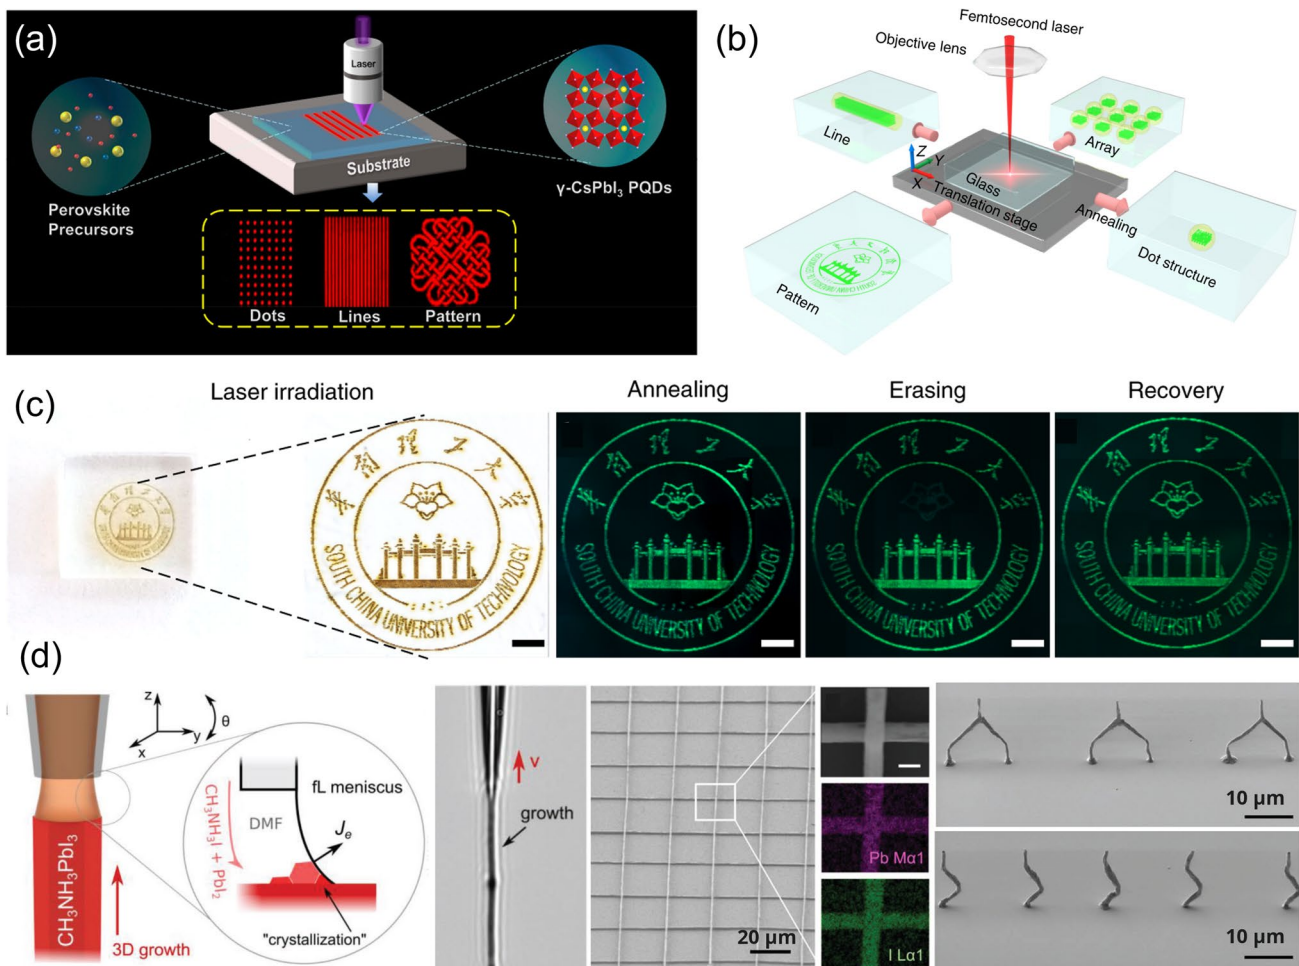 (a)
Laser
Substrate
Perovskite
Precursors
γ-CsPbI₃ PQDs
Dots
Lines
Pattern
(b)
Femtosecond laser
Objective lens
Line
Array
Z
Y
X
Glass
Translation stage
Annealing
Pattern
Dot structure
(c)
Laser irradiation
Annealing
Erasing
Recovery
SOUTH CHINA UNIVERSITY OF TECHNOLOGY
SOUTH CHINA UNIVERSITY OF TECHNOLOGY
SOUTH CHINA UNIVERSITY OF TECHNOLOGY
SOUTH CHINA UNIVERSITY OF TECHNOLOGY
(d)
z
y
x
θ
CH₃NH₃PbI₃
3D growth
CH₃NH₃I + PbI₂
DMF
fL meniscus
Jₑ
"crystallization"
v
growth
20 μm
Pb Mα1
I Lα1
10 μm
10 μm